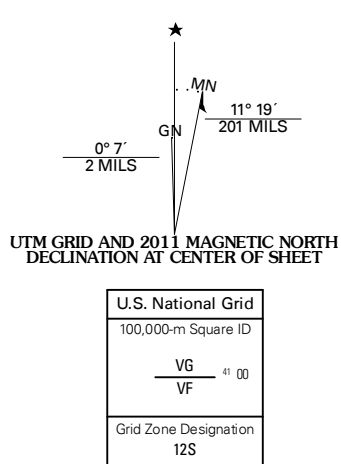 ★
MN
GN
11° 19´
201 MILS
0° 7´
2 MILS
UTM GRID AND 2011 MAGNETIC NORTH
DECLINATION AT CENTER OF SHEET
U.S. National Grid
100,000-m Square ID
VG
41 00
VF
Grid Zone Designation
12S